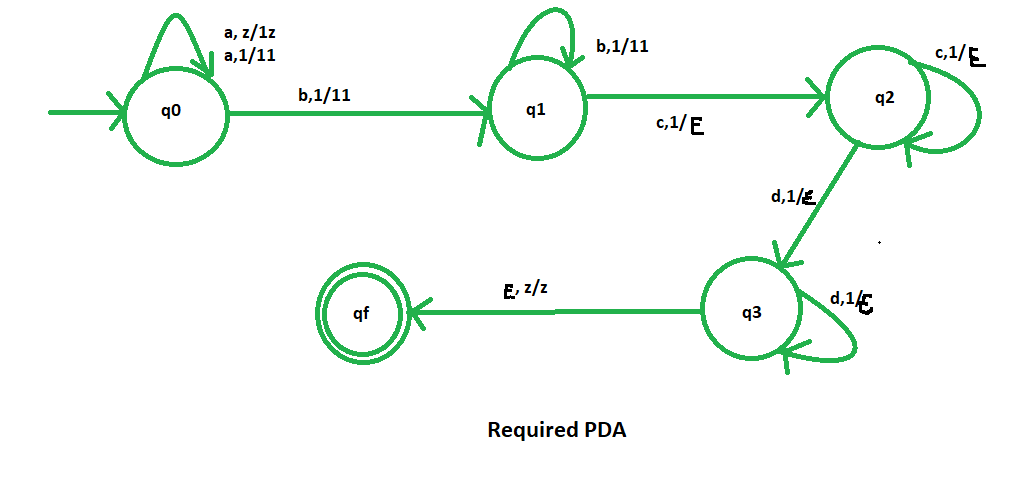 a, z/1z
a,1/11
q0
b,1/11
b,1/11
q1
c,1/E
q2
c,1/E
d,1/E
q3
d,1/E
E, z/z
qf
Required PDA